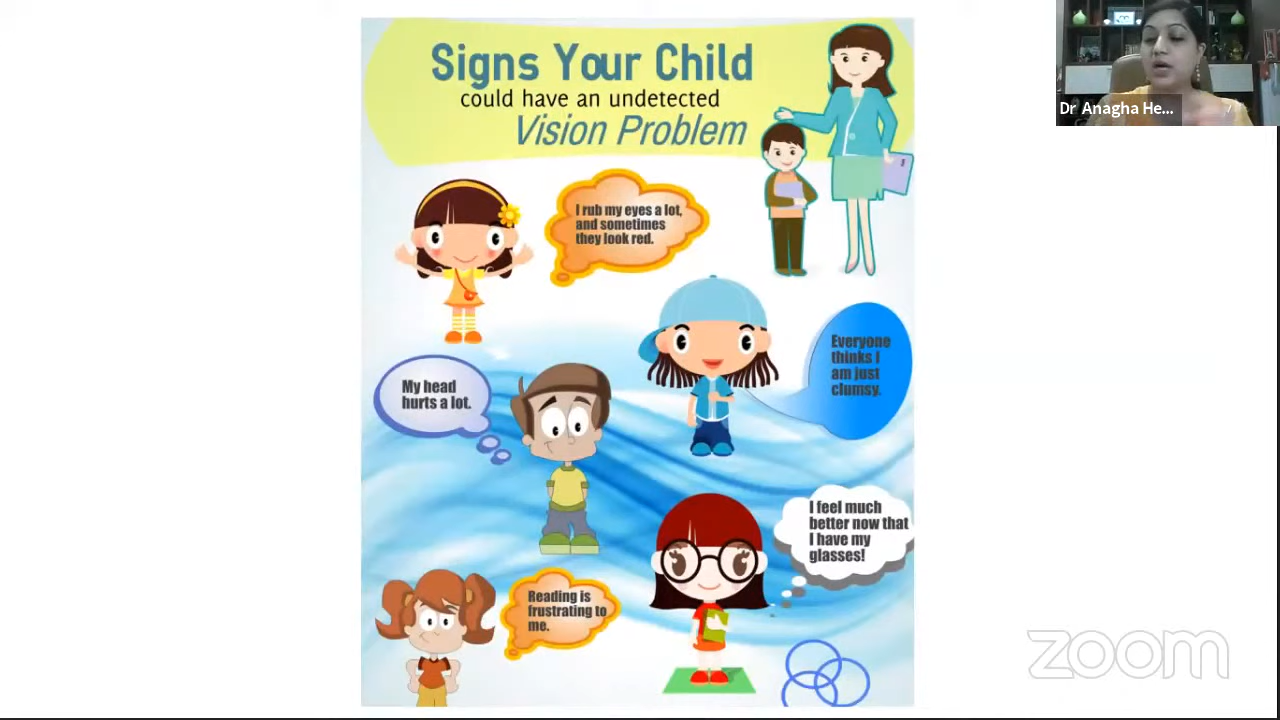 Signs Your Child
could have an undetected
Vision Problem
Dr Anagha He...
I rub my eyes a lot,
and sometimes
they look red.
Everyone
thinks I
am just
clumsy.
My head
hurts a lot.
I feel much
better now that
I have my
glasses!
Reading is
frustrating to
me.
zoom